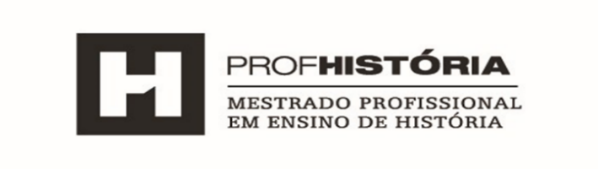 H
PROFHISTÓRIA
MESTRADO PROFISSIONAL
EM ENSINO DE HISTÓRIA